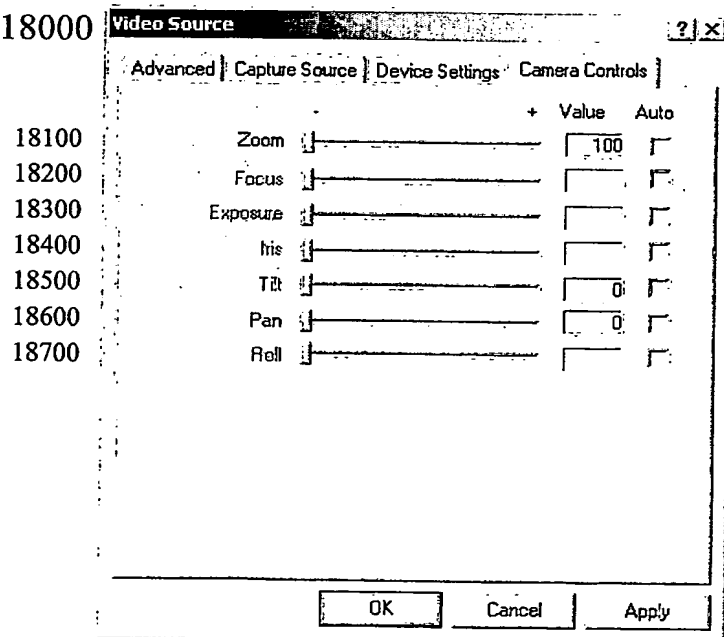 18000 Video Source ? ×
Advanced Capture Source Device Settings Camera Controls
- + Value Auto
18100 Zoom 100
18200 Focus
18300 Exposure
18400 Iris
18500 Tilt 0
18600 Pan 0
18700 Roll
OK Cancel Apply